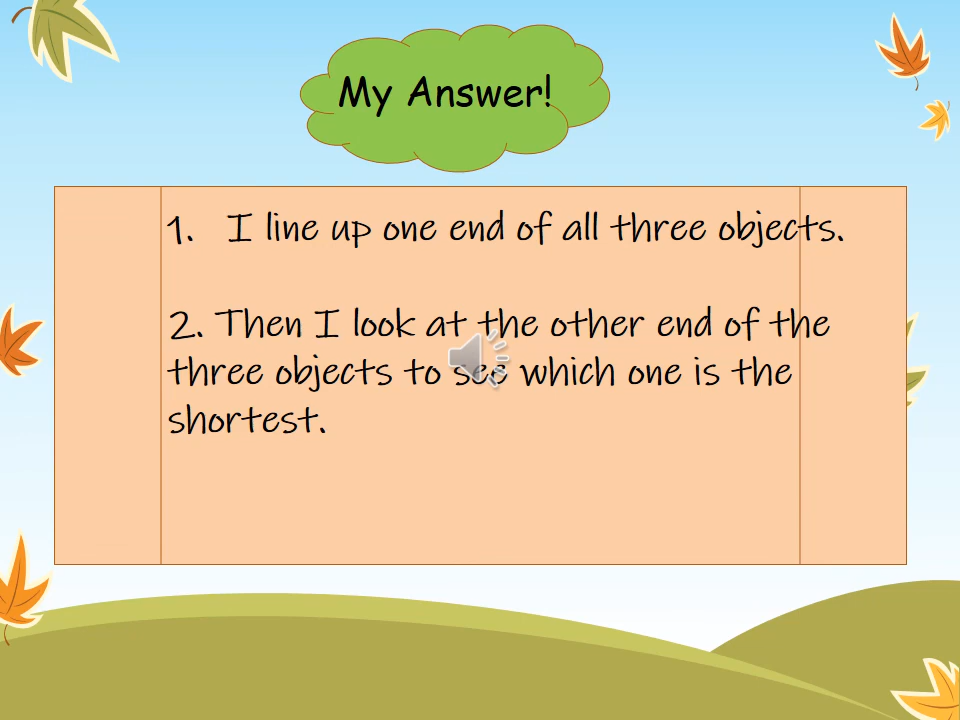 My Answer!
1. I line up one end of all three objects.
2. Then I look at the other end of the
three objects to see which one is the
shortest.